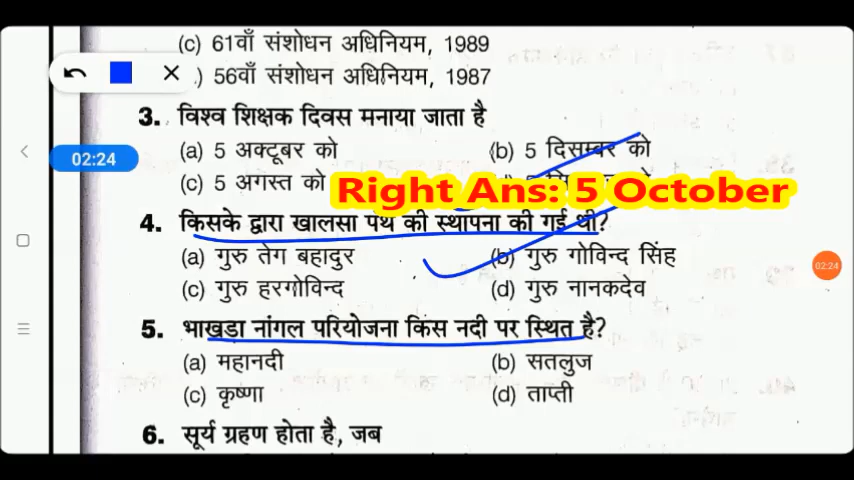 (c) 61वाँ संशोधन अधिनियम, 1989
.) 56वाँ संशोधन अधिनियम, 1987
3. विश्व शिक्षक दिवस मनाया जाता है
02:24
(a) 5 अक्टूबर को (b) 5 दिसम्बर को
(c) 5 अगस्त को
Right Ans: 5 October
4. किसके द्वारा खालसा पंथ की स्थापना की गई थी?
(a) गुरु तेग बहादुर (b) गुरु गोविन्द सिंह
02:24
(c) गुरु हरगोविन्द (d) गुरु नानकदेव
5. भाखड़ा नांगल परियोजना किस नदी पर स्थित है?
(a) महानदी (b) सतलुज
(c) कृष्णा (d) ताप्ती
6. सूर्य ग्रहण होता है, जब